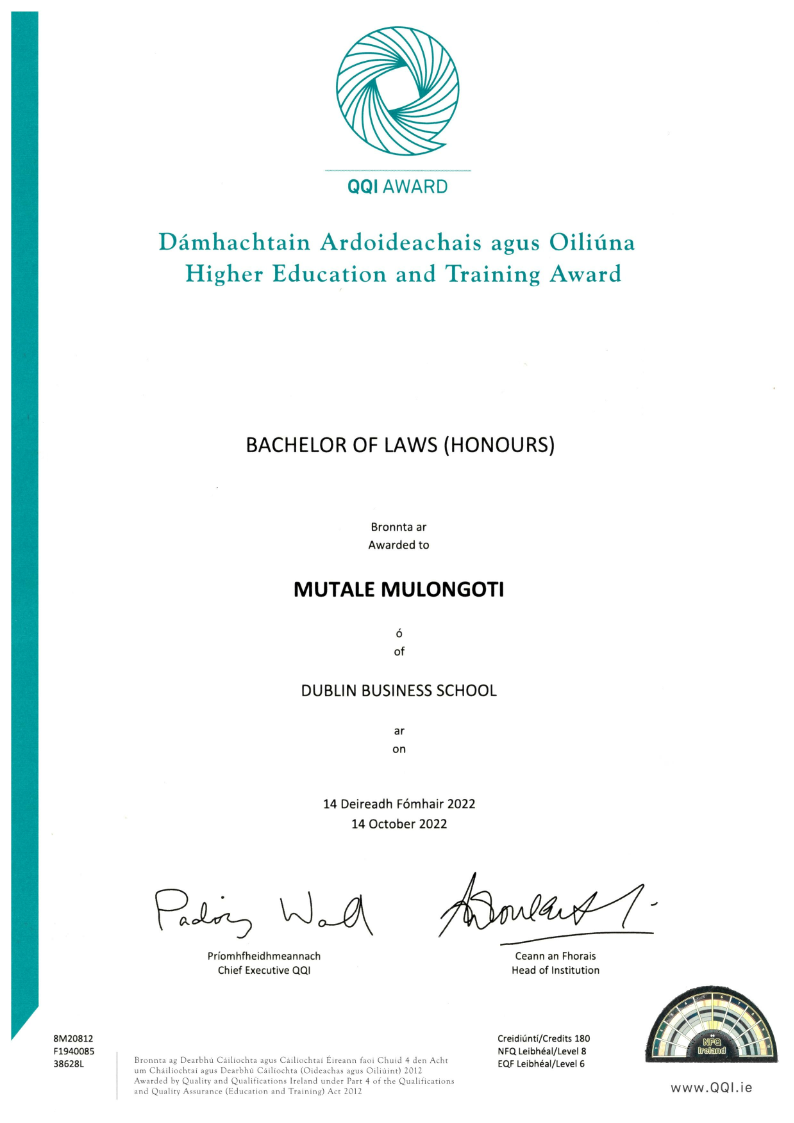 QQI AWARD
Dámhachtain Ardoideachais agus Oiliúna
Higher Education and Training Award
BACHELOR OF LAWS (HONOURS)
Bronnta ar
Awarded to
MUTALE MULONGOTI
ó
of
DUBLIN BUSINESS SCHOOL
ar
on
14 Deireadh Fómhair 2022
14 October 2022
Padraig Wal
Príomhfheidhmeannach
Chief Executive QQI
Ceann an Fhorais
Head of Institution
8M20812
F1940085
38628L
Bronnta ag Dearbhú Cáilíochta agus Cáilíochtaí Éireann faoi Chuid 4 den Acht
um Cháilíochtaí agus Dearbhú Cáilíochta (Oideachas agus Oiliúint) 2012
Awarded by Quality and Qualifications Ireland under Part 4 of the Qualifications
and Quality Assurance (Education and Training) Act 2012
Creidiúntí/Credits 180
NFQ Leibhéal/Level 8
EQF Leibhéal/Level 6
NFQ
Ireland
www.QQI.ie